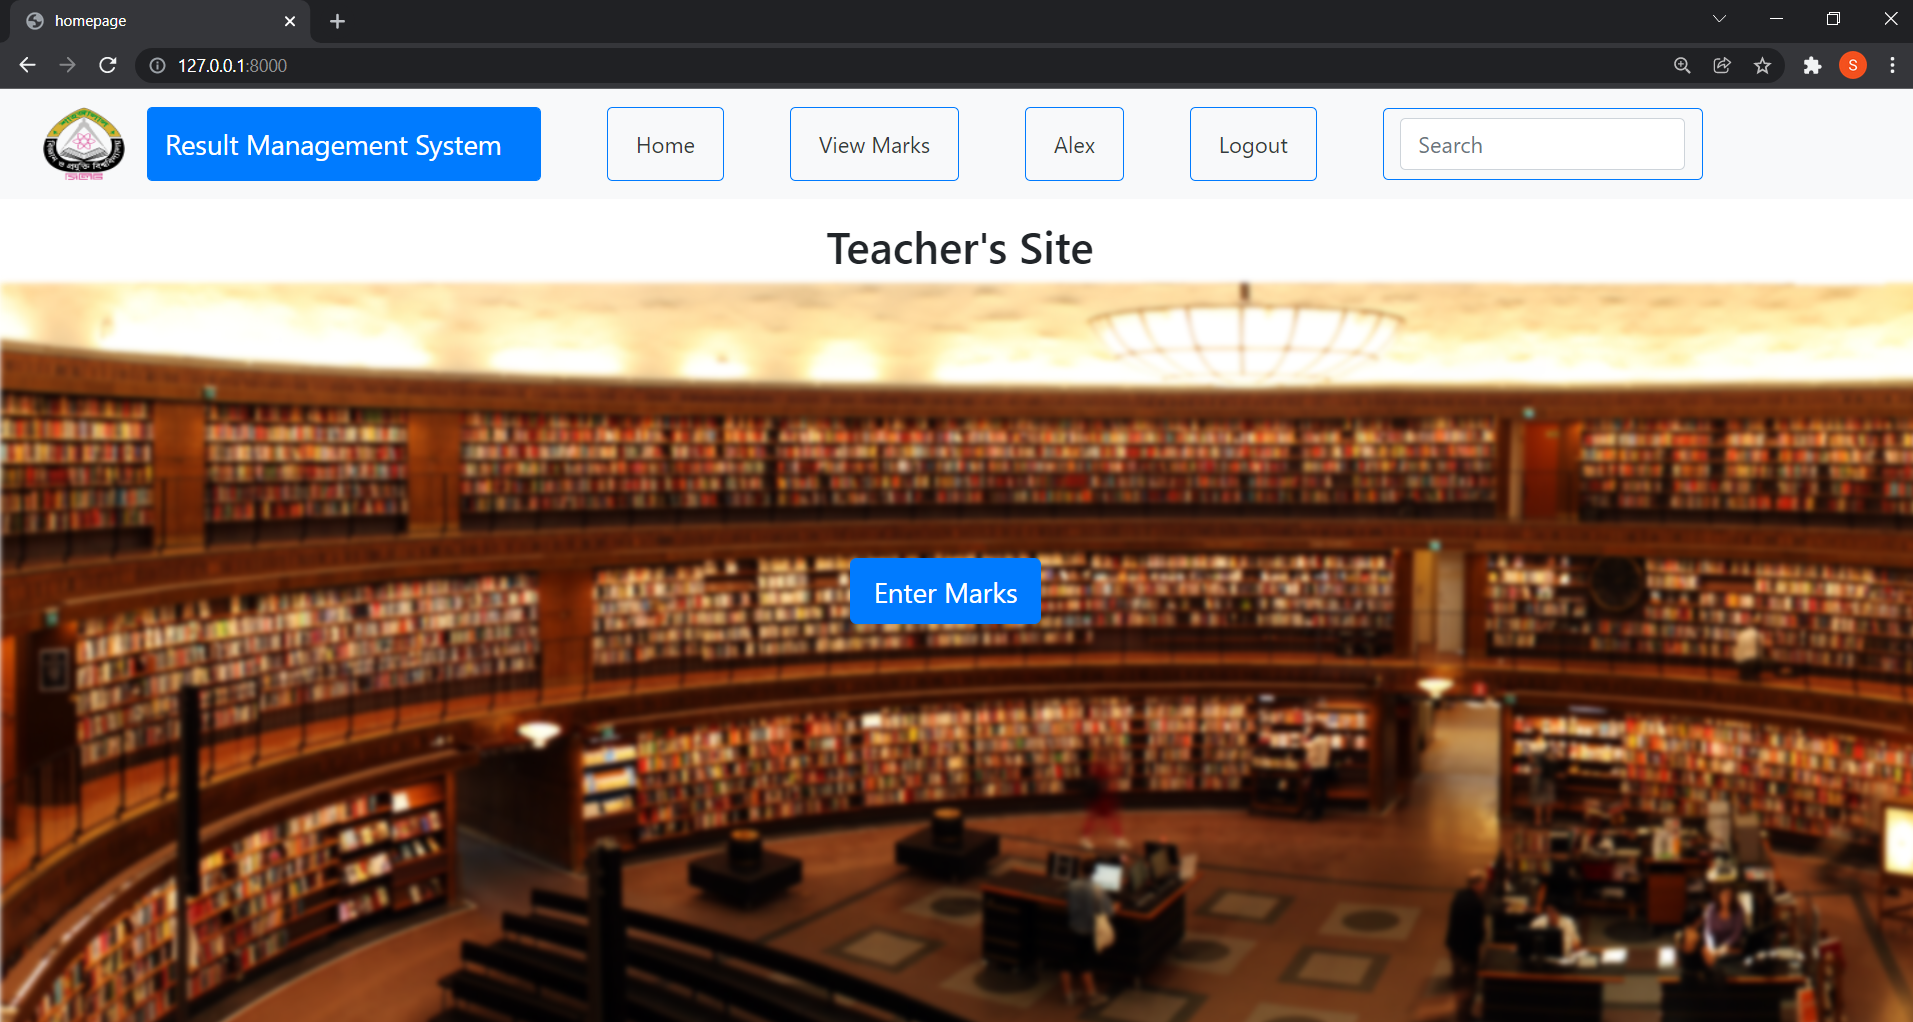 homepage
127.0.0.1:8000
S
Result Management System
Home
View Marks
Alex
Logout
Search
Teacher's Site
Enter Marks